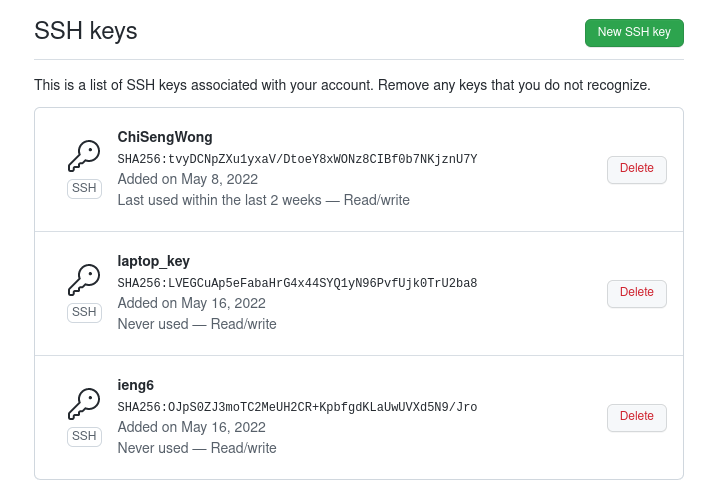 SSH keys
New SSH key
This is a list of SSH keys associated with your account. Remove any keys that you do not recognize.
ChiSengWong
SHA256:tvyDCNpZXu1yxaV/DtoeY8xWONz8CIBf0b7NKjznU7Y
SSH
Added on May 8, 2022
Last used within the last 2 weeks — Read/write
Delete
laptop_key
SHA256:LVEGCuAp5eFabaHrG4x44SYQ1yN96PvfUjk0TrU2ba8
SSH
Added on May 16, 2022
Never used — Read/write
Delete
ieng6
SHA256:OJpS0ZJ3moTC2MeUH2CR+KpbfgdKLaUwUVXd5N9/Jro
SSH
Added on May 16, 2022
Never used — Read/write
Delete